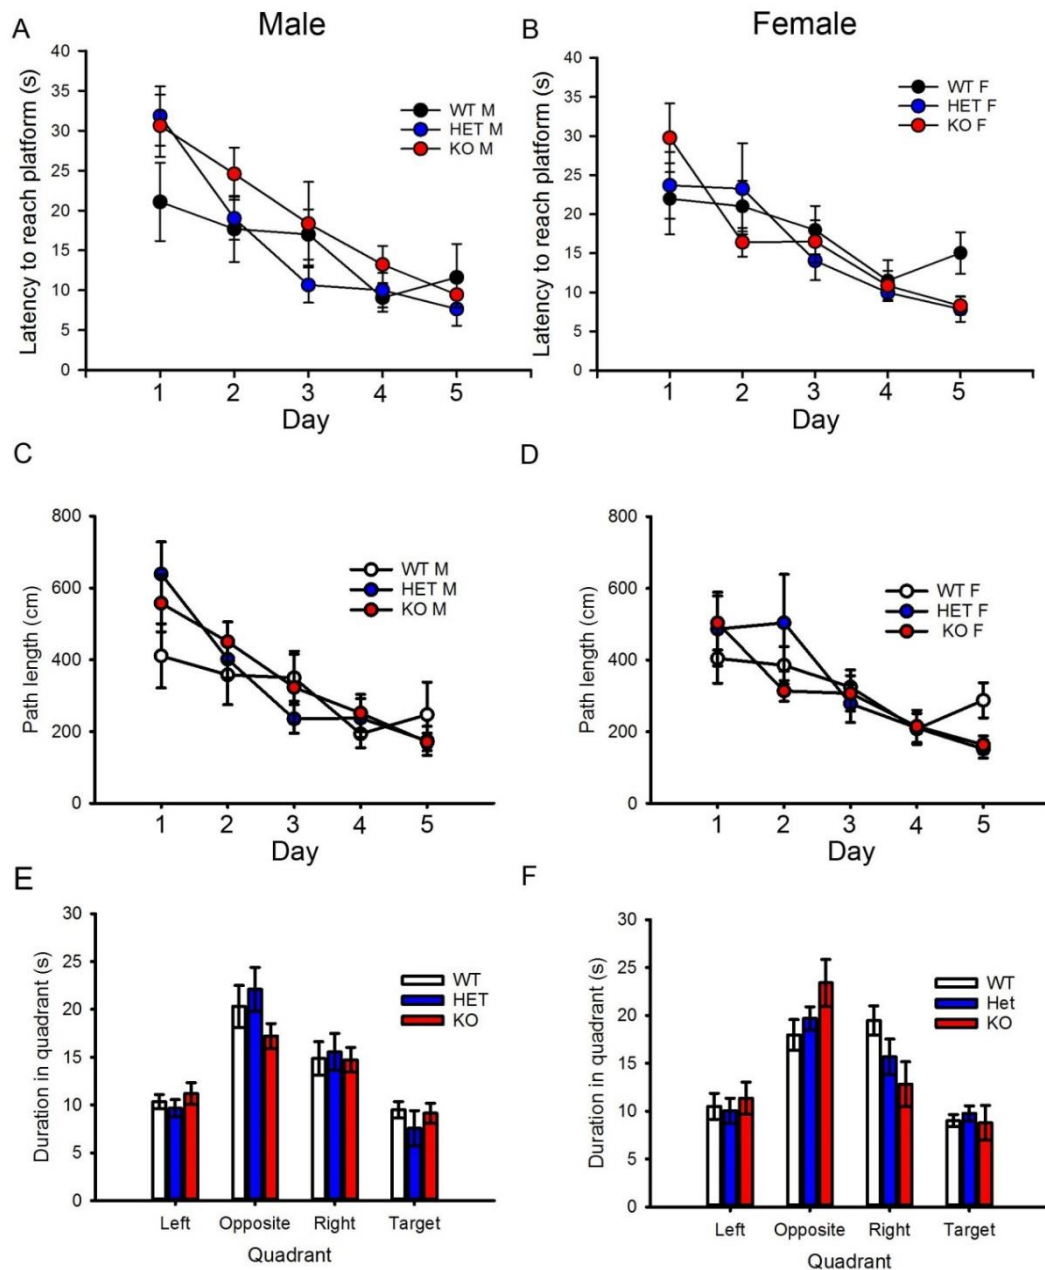 A
Male
Latency to reach platform (s)
40
35
30
25
20
15
10
5
0
WT M
HET M
KO M
1 2 3 4 5
Day
B
Female
Latency to reach platform (s)
40
35
30
25
20
15
10
5
0
WT F
HET F
KO F
1 2 3 4 5
Day
C
Path length (cm)
800
600
400
200
0
WT M
HET M
KO M
1 2 3 4 5
Day
D
Path length (cm)
800
600
400
200
0
WT F
HET F
KO F
1 2 3 4 5
Day
E
Duration in quadrant (s)
30
25
20
15
10
5
0
WT
HET
KO
Left Opposite Right Target
Quadrant
F
Duration in quadrant (s)
30
25
20
15
10
5
0
WT
Het
KO
Left Opposite Right Target
Quadrant